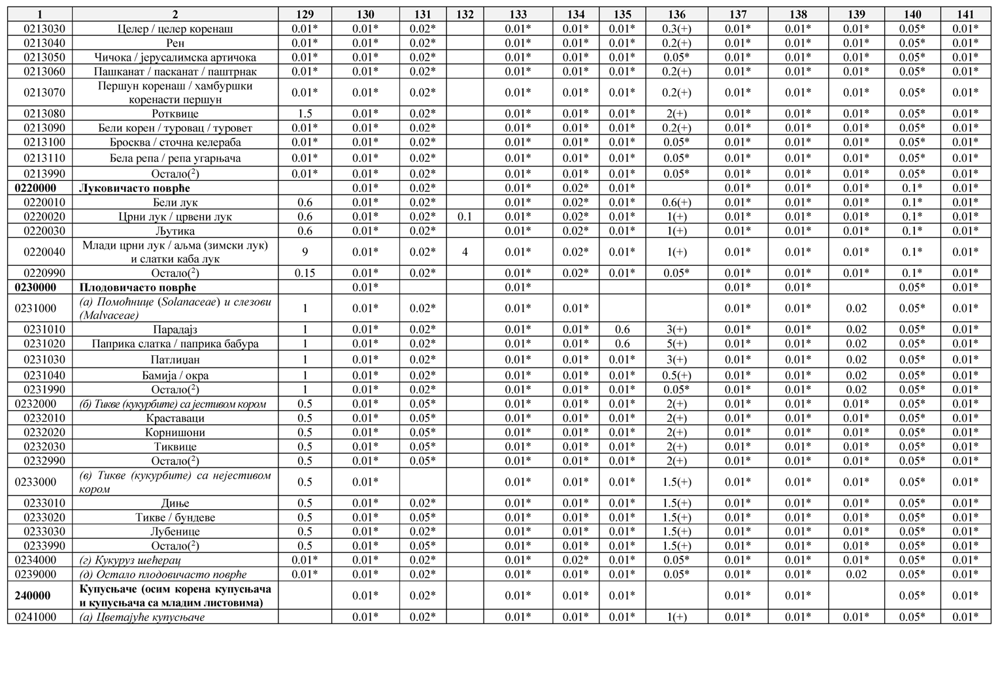 1 2 129 130 131 132 133 134 135 136 137 138 139 140 141
0213030 Целер / целер коренаш 0.01* 0.01* 0.02* 0.01* 0.01* 0.01* 0.3(+) 0.01* 0.01* 0.01* 0.05* 0.01*
0213040 Рен 0.01* 0.01* 0.02* 0.01* 0.01* 0.01* 0.2(+) 0.01* 0.01* 0.01* 0.05* 0.01*
0213050 Чичока / јерусалимска артичока 0.01* 0.01* 0.02* 0.01* 0.01* 0.01* 0.05* 0.01* 0.01* 0.01* 0.05* 0.01*
0213060 Пашканат / пасканат / паштрнак 0.01* 0.01* 0.02* 0.01* 0.01* 0.01* 0.2(+) 0.01* 0.01* 0.01* 0.05* 0.01*
0213070 Першун коренаш / хамбуршки
коренасти першун 0.01* 0.01* 0.02* 0.01* 0.01* 0.01* 0.2(+) 0.01* 0.01* 0.01* 0.05* 0.01*
0213080 Ротквице 1.5 0.01* 0.02* 0.01* 0.01* 0.01* 2(+) 0.01* 0.01* 0.01* 0.05* 0.01*
0213090 Бели корен / туровац / туровет 0.01* 0.01* 0.02* 0.01* 0.01* 0.01* 0.2(+) 0.01* 0.01* 0.01* 0.05* 0.01*
0213100 Бросква / сточна келераба 0.01* 0.01* 0.02* 0.01* 0.01* 0.01* 0.05* 0.01* 0.01* 0.01* 0.05* 0.01*
0213110 Бела репа / репа угарњача 0.01* 0.01* 0.02* 0.01* 0.01* 0.01* 0.05* 0.01* 0.01* 0.01* 0.05* 0.01*
0213990 Остало(²) 0.01* 0.01* 0.02* 0.01* 0.01* 0.01* 0.05* 0.01* 0.01* 0.01* 0.05* 0.01*
0220000 Луковичасто поврће 0.01* 0.02* 0.01* 0.02* 0.01* 0.01* 0.01* 0.01* 0.1* 0.01*
0220010 Бели лук 0.6 0.01* 0.02* 0.01* 0.02* 0.01* 0.6(+) 0.01* 0.01* 0.01* 0.1* 0.01*
0220020 Црни лук / црвени лук 0.6 0.01* 0.02* 0.1 0.01* 0.02* 0.01* 1(+) 0.01* 0.01* 0.01* 0.1* 0.01*
0220030 Љутика 0.6 0.01* 0.02* 0.01* 0.02* 0.01* 1(+) 0.01* 0.01* 0.01* 0.1* 0.01*
0220040 Млади црни лук / аљма (зимски лук)
и слатки каба лук 9 0.01* 0.02* 4 0.01* 0.02* 0.01* 1(+) 0.01* 0.01* 0.01* 0.1* 0.01*
0220990 Остало(²) 0.15 0.01* 0.02* 0.01* 0.02* 0.01* 0.05* 0.01* 0.01* 0.01* 0.1* 0.01*
0230000 Плодовичасто поврће 0.01* 0.01* 0.01* 0.01* 0.05* 0.01*
0231000 (а) Помоћнице (Solanaceae) и слезови
(Malvaceae) 1 0.01* 0.02* 0.01* 0.01* 0.01* 0.01* 0.02 0.05* 0.01*
0231010 Парадајз 1 0.01* 0.02* 0.01* 0.01* 0.6 3(+) 0.01* 0.01* 0.02 0.05* 0.01*
0231020 Паприка слатка / паприка бабура 1 0.01* 0.02* 0.01* 0.01* 0.6 5(+) 0.01* 0.01* 0.02 0.05* 0.01*
0231030 Патлиџан 1 0.01* 0.02* 0.01* 0.01* 0.01* 3(+) 0.01* 0.01* 0.02 0.05* 0.01*
0231040 Бамија / окра 1 0.01* 0.02* 0.01* 0.01* 0.01* 0.5(+) 0.01* 0.01* 0.02 0.05* 0.01*
0231990 Остало(²) 1 0.01* 0.02* 0.01* 0.01* 0.01* 0.05* 0.01* 0.01* 0.02 0.05* 0.01*
0232000 (б) Тикве (кукурбите) са јестивом кором 0.5 0.01* 0.05* 0.01* 0.01* 0.01* 2(+) 0.01* 0.01* 0.01* 0.05* 0.01*
0232010 Краставаци 0.5 0.01* 0.05* 0.01* 0.01* 0.01* 2(+) 0.01* 0.01* 0.01* 0.05* 0.01*
0232020 Корнишони 0.5 0.01* 0.05* 0.01* 0.01* 0.01* 2(+) 0.01* 0.01* 0.01* 0.05* 0.01*
0232030 Тиквице 0.5 0.01* 0.05* 0.01* 0.01* 0.01* 2(+) 0.01* 0.01* 0.01* 0.05* 0.01*
0232990 Остало(²) 0.5 0.01* 0.05* 0.01* 0.01* 0.01* 2(+) 0.01* 0.01* 0.01* 0.05* 0.01*
0233000 (в) Тикве (кукурбите) са нејестивом
кором 0.5 0.01* 0.01* 0.01* 0.01* 1.5(+) 0.01* 0.01* 0.01* 0.05* 0.01*
0233010 Диње 0.5 0.01* 0.02* 0.01* 0.01* 0.01* 1.5(+) 0.01* 0.01* 0.01* 0.05* 0.01*
0233020 Тикве / бундеве 0.5 0.01* 0.05* 0.01* 0.01* 0.01* 1.5(+) 0.01* 0.01* 0.01* 0.05* 0.01*
0233030 Лубенице 0.5 0.01* 0.05* 0.01* 0.01* 0.01* 1.5(+) 0.01* 0.01* 0.01* 0.05* 0.01*
0233990 Остало(²) 0.5 0.01* 0.05* 0.01* 0.01* 0.01* 1.5(+) 0.01* 0.01* 0.01* 0.05* 0.01*
0234000 (г) Кукуруз шећерац 0.01* 0.01* 0.02* 0.01* 0.02* 0.01* 0.05* 0.01* 0.01* 0.01* 0.05* 0.01*
0239000 (д) Остало плодовичасто поврће 0.01* 0.01* 0.02* 0.01* 0.01* 0.01* 0.05* 0.01* 0.01* 0.02 0.05* 0.01*
240000 Купусњаче (осим корена купусњача
и купусњача са младим листовима) 0.01* 0.02* 0.01* 0.01* 0.01* 0.01* 0.01* 0.05* 0.01*
0241000 (а) Цветајуће купусњаче 0.01* 0.02* 0.01* 0.01* 0.01* 1(+) 0.01* 0.01* 0.01* 0.05* 0.01*